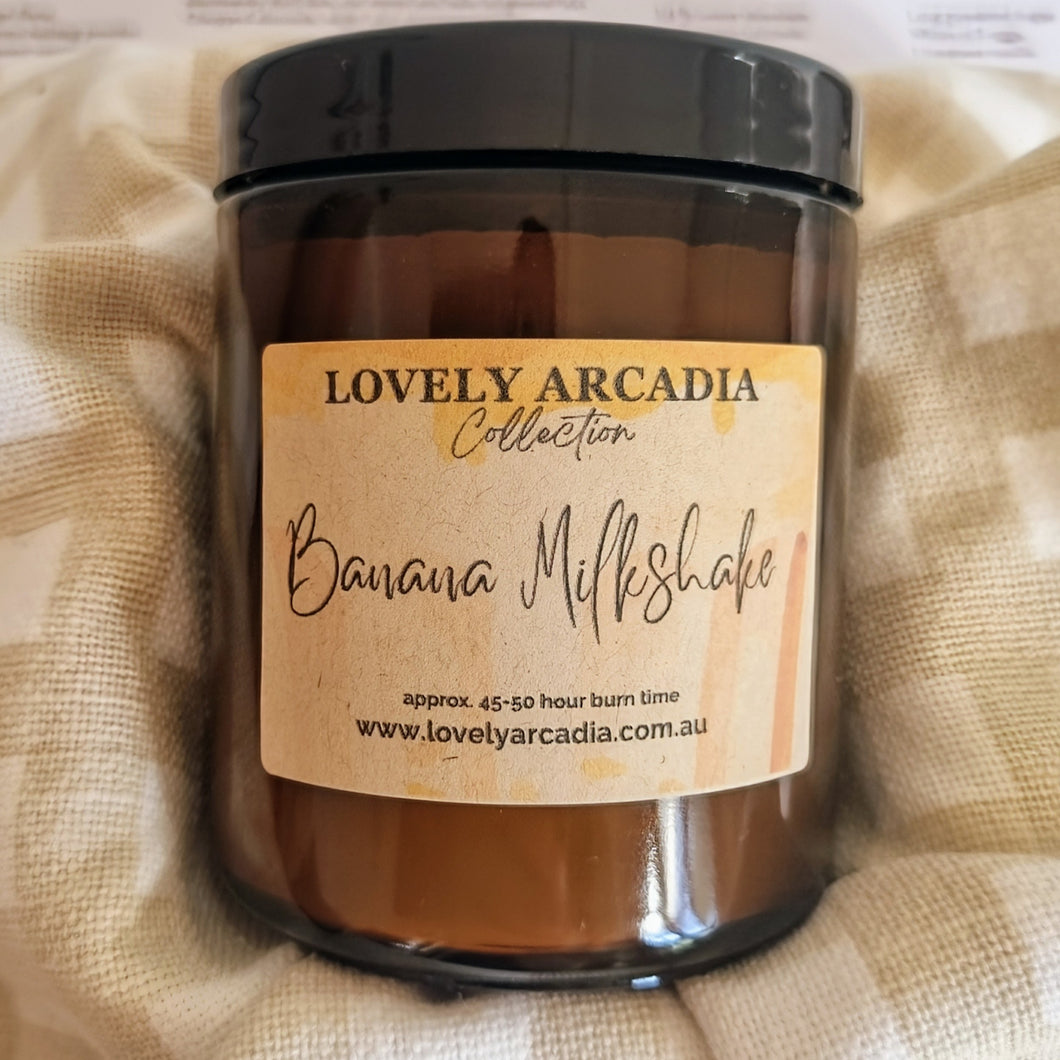 LOVELY ARCADIA
Collection
Banana Milkshake
approx. 45-50 hour burn time
www.lovelyarcadia.com.au